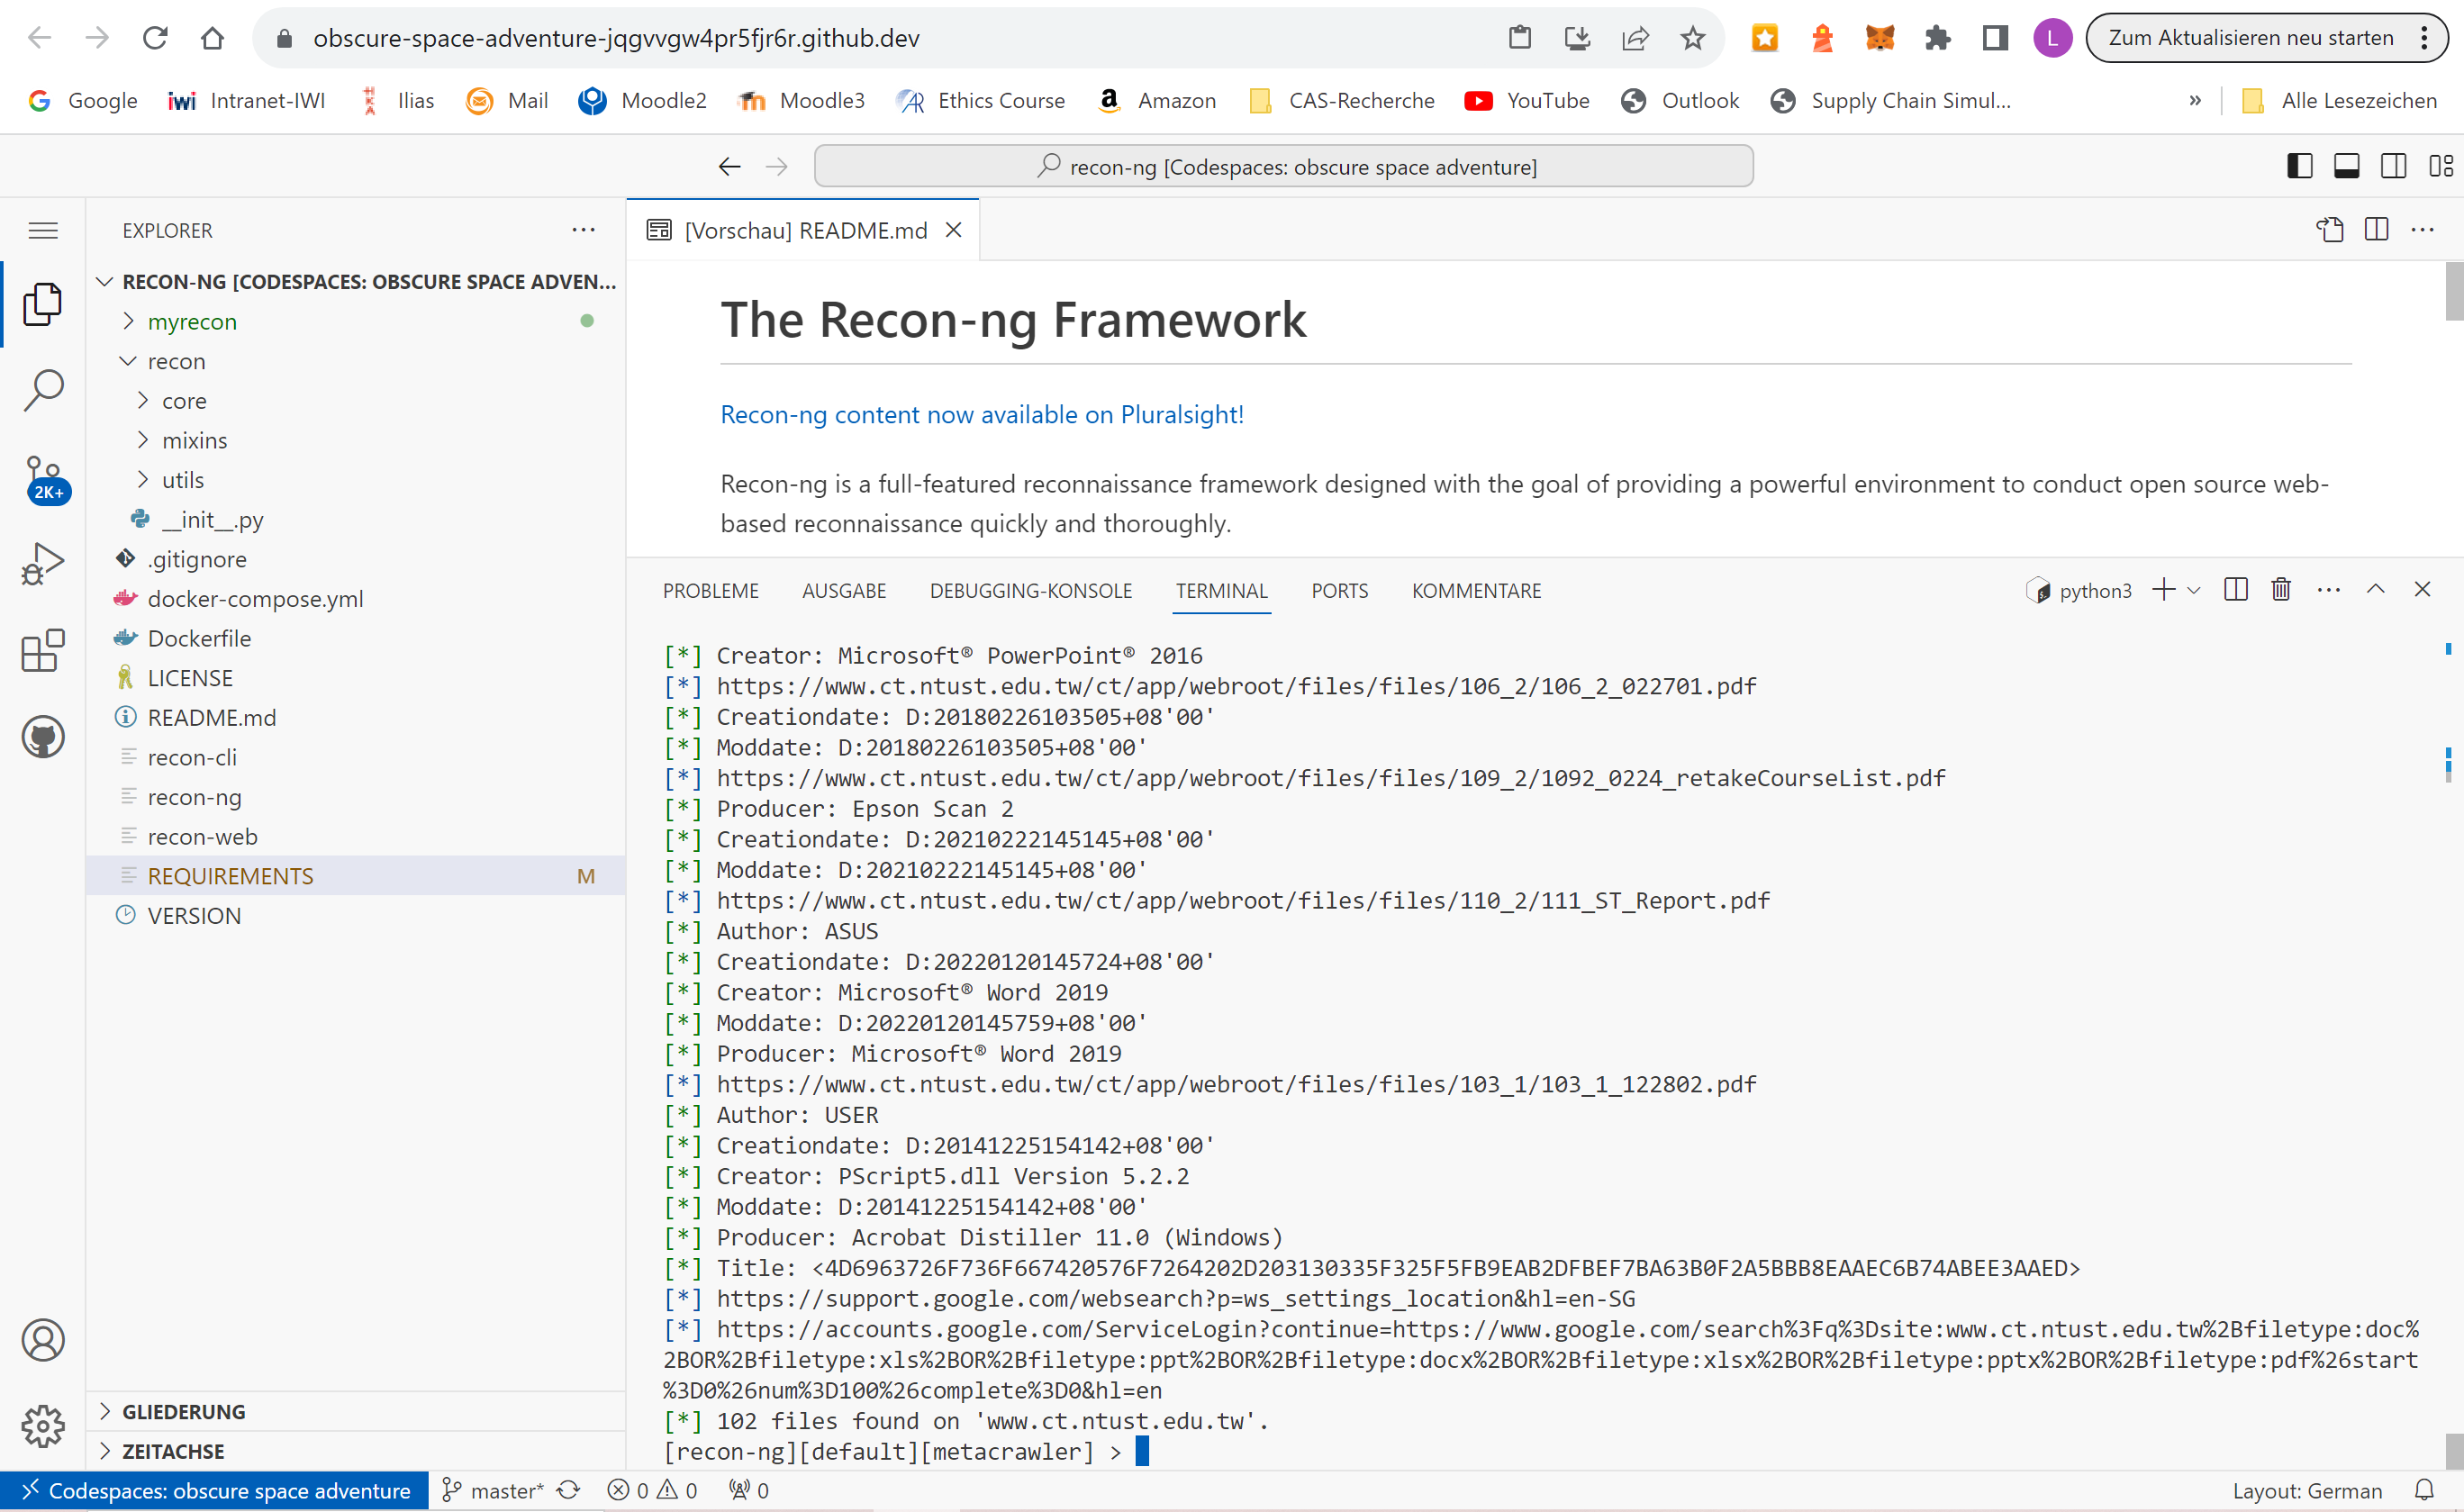 obscure-space-adventure-jqgvvgw4pr5fjr6r.github.dev
L
Zum Aktualisieren neu starten
Google
iwi Intranet-IWI
HKA Ilias
Mail
Moodle2
Moodle3
Ethics Course
Amazon
CAS-Recherche
YouTube
Outlook
Supply Chain Simul...
»
Alle Lesezeichen
recon-ng [Codespaces: obscure space adventure]
EXPLORER
[Vorschau] README.md
RECON-NG [CODESPACES: OBSCURE SPACE ADVEN...
myrecon
recon
core
mixins
utils
__init__.py
.gitignore
docker-compose.yml
Dockerfile
LICENSE
README.md
recon-cli
recon-ng
recon-web
REQUIREMENTS M
VERSION
2K+
GLIEDERUNG
ZEITACHSE
The Recon-ng Framework
Recon-ng content now available on Pluralsight!
Recon-ng is a full-featured reconnaissance framework designed with the goal of providing a powerful environment to conduct open source web-
based reconnaissance quickly and thoroughly.
PROBLEME AUSGABE DEBUGGING-KONSOLE TERMINAL PORTS KOMMENTARE
python3
[*] Creator: Microsoft® PowerPoint® 2016
[*] https://www.ct.ntust.edu.tw/ct/app/webroot/files/files/106_2/106_2_022701.pdf
[*] Creationdate: D:20180226103505+08'00'
[*] Moddate: D:20180226103505+08'00'
[*] https://www.ct.ntust.edu.tw/ct/app/webroot/files/files/109_2/1092_0224_retakeCourseList.pdf
[*] Producer: Epson Scan 2
[*] Creationdate: D:20210222145145+08'00'
[*] Moddate: D:20210222145145+08'00'
[*] https://www.ct.ntust.edu.tw/ct/app/webroot/files/files/110_2/111_ST_Report.pdf
[*] Author: ASUS
[*] Creationdate: D:20220120145724+08'00'
[*] Creator: Microsoft® Word 2019
[*] Moddate: D:20220120145759+08'00'
[*] Producer: Microsoft® Word 2019
[*] https://www.ct.ntust.edu.tw/ct/app/webroot/files/files/103_1/103_1_122802.pdf
[*] Author: USER
[*] Creationdate: D:20141225154142+08'00'
[*] Creator: PScript5.dll Version 5.2.2
[*] Moddate: D:20141225154142+08'00'
[*] Producer: Acrobat Distiller 11.0 (Windows)
[*] Title: <4D6963726F736F667420576F7264202D203130335F325F5FB9EAB2DFBEF7BA63B0F2A5BBB8EAAEC6B74ABEE3AAED>
[*] https://support.google.com/websearch?p=ws_settings_location&hl=en-SG
[*] https://accounts.google.com/ServiceLogin?continue=https://www.google.com/search%3Fq%3Dsite:www.ct.ntust.edu.tw%2Bfiletype:doc%
2BOR%2Bfiletype:xls%2BOR%2Bfiletype:ppt%2BOR%2Bfiletype:docx%2BOR%2Bfiletype:xlsx%2BOR%2Bfiletype:pptx%2BOR%2Bfiletype:pdf%26start
%3D0%26num%3D100%26complete%3D0&hl=en
[*] 102 files found on 'www.ct.ntust.edu.tw'.
[recon-ng][default][metacrawler] >
Codespaces: obscure space adventure
master*
0 0
0
Layout: German